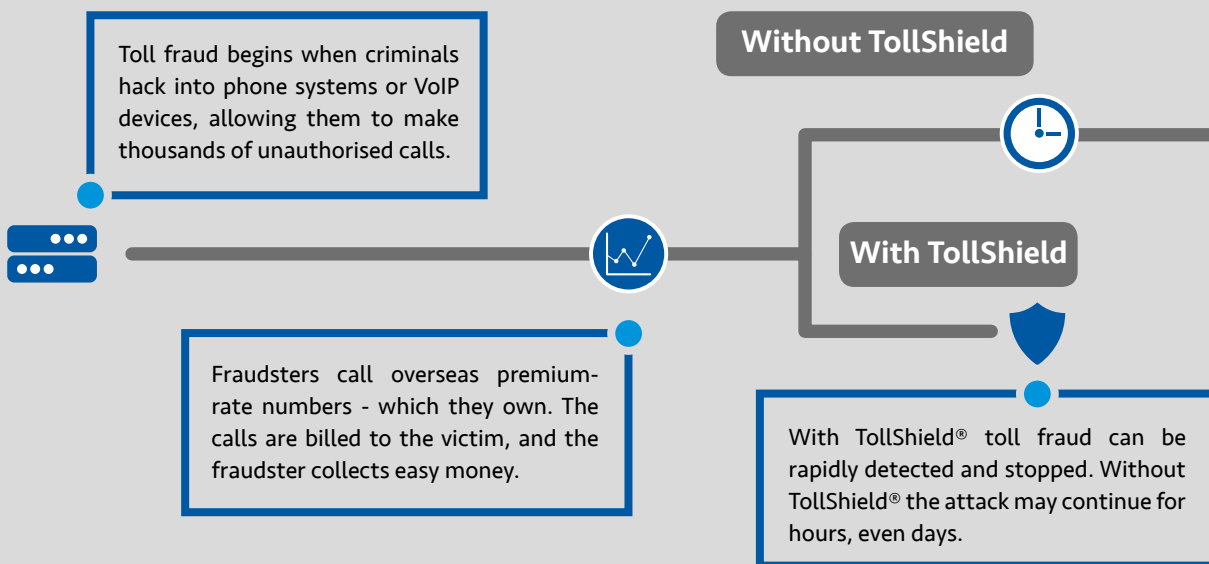 Toll fraud begins when criminals
hack into phone systems or VoIP
devices, allowing them to make
thousands of unauthorised calls.
Without TollShield
With TollShield
Fraudsters call overseas premium-
rate numbers - which they own. The
calls are billed to the victim, and the
fraudster collects easy money.
With TollShield® toll fraud can be
rapidly detected and stopped. Without
TollShield® the attack may continue for
hours, even days.